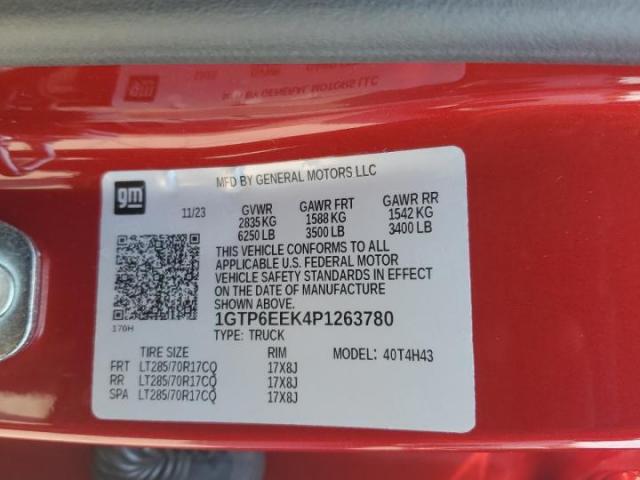 MFD BY GENERAL MOTORS LLC
gm
11/23
GVWR GAWR FRT GAWR RR
2835 KG 1588 KG 1542 KG
6250 LB 3500 LB 3400 LB
THIS VEHICLE CONFORMS TO ALL
APPLICABLE U.S. FEDERAL MOTOR
VEHICLE SAFETY STANDARDS IN EFFECT
ON THE DATE OF MANUFACTURE
SHOWN ABOVE.
170H
1GTP6EEK4P1263780
TYPE: TRUCK
TIRE SIZE RIM MODEL: 40T4H43
FRT LT285/70R17CQ 17X8J
RR LT285/70R17CQ 17X8J
SPA LT285/70R17CQ 17X8J